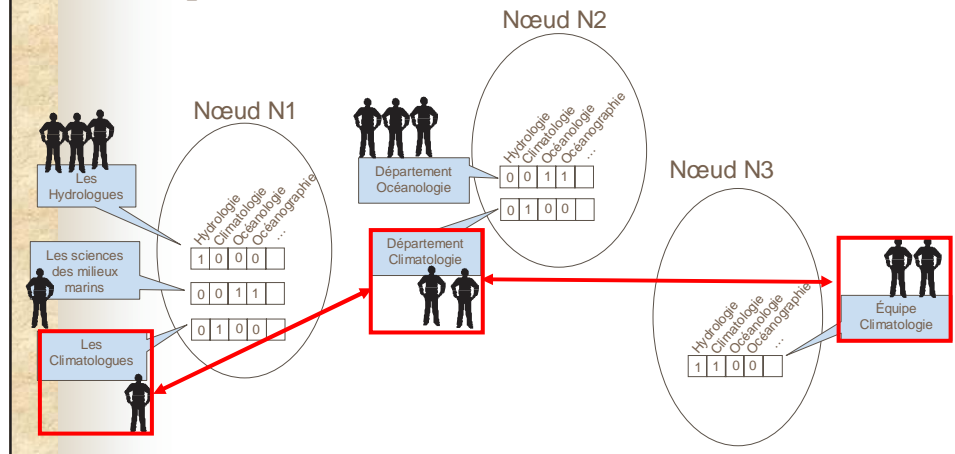 Nœud N2
Nœud N1
Nœud N3
Les
Hydrologues
Les sciences
des milieux
marins
Les
Climatologues
Hydrologie
Climatologie
Océanologie
Océanographie
...
1 0 0 0
0 0 1 1
0 1 0 0
Département
Océanologie
Département
Climatologie
Hydrologie
Climatologie
Océanologie
Océanographie
...
0 0 1 1
0 1 0 0
Hydrologie
Climatologie
Océanologie
Océanographie
...
1 1 0 0
Équipe
Climatologie